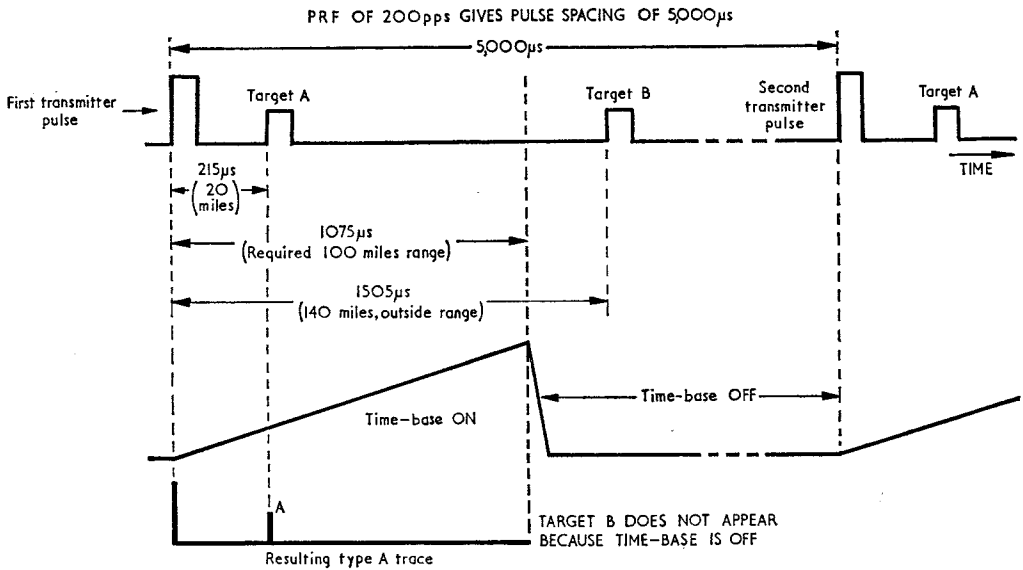 PRF OF 200pps GIVES PULSE SPACING OF 5,000µs
5,000µs
First transmitter
pulse
Target A
Target B
Second
transmitter
pulse
Target A
TIME
215µs
(20
miles)
1075µs
(Required 100 miles range)
1505µs
(140 miles, outside range)
Time-base ON
Time-base OFF
A
TARGET B DOES NOT APPEAR
BECAUSE TIME-BASE IS OFF
Resulting type A trace